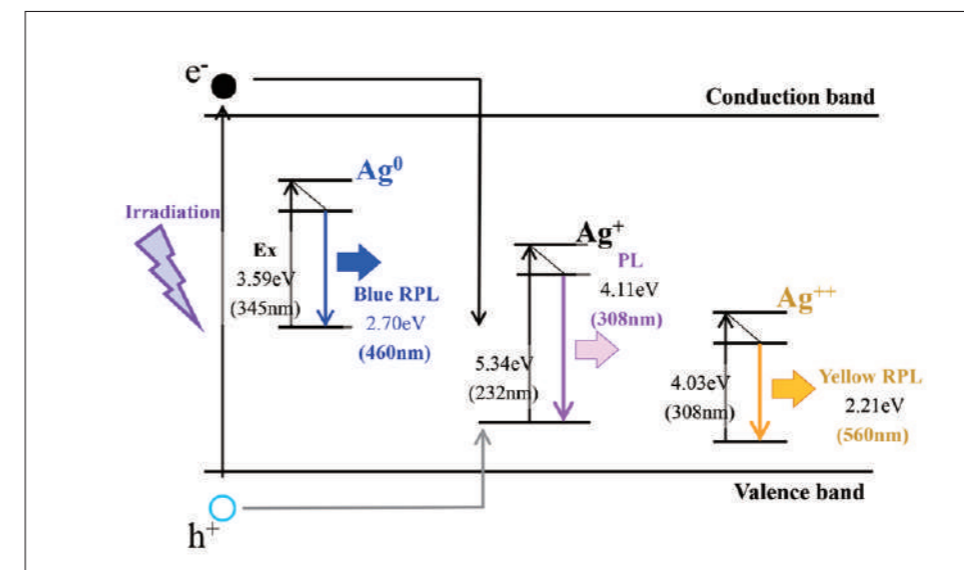 e-
Conduction band
Ag0
Irradiation
Ex
3.59eV
(345nm)
Blue RPL
2.70eV
(460nm)
Ag+
PL
4.11eV
(308nm)
5.34eV
(232nm)
Ag++
4.03eV
(308nm)
Yellow RPL
2.21eV
(560nm)
Valence band
h+